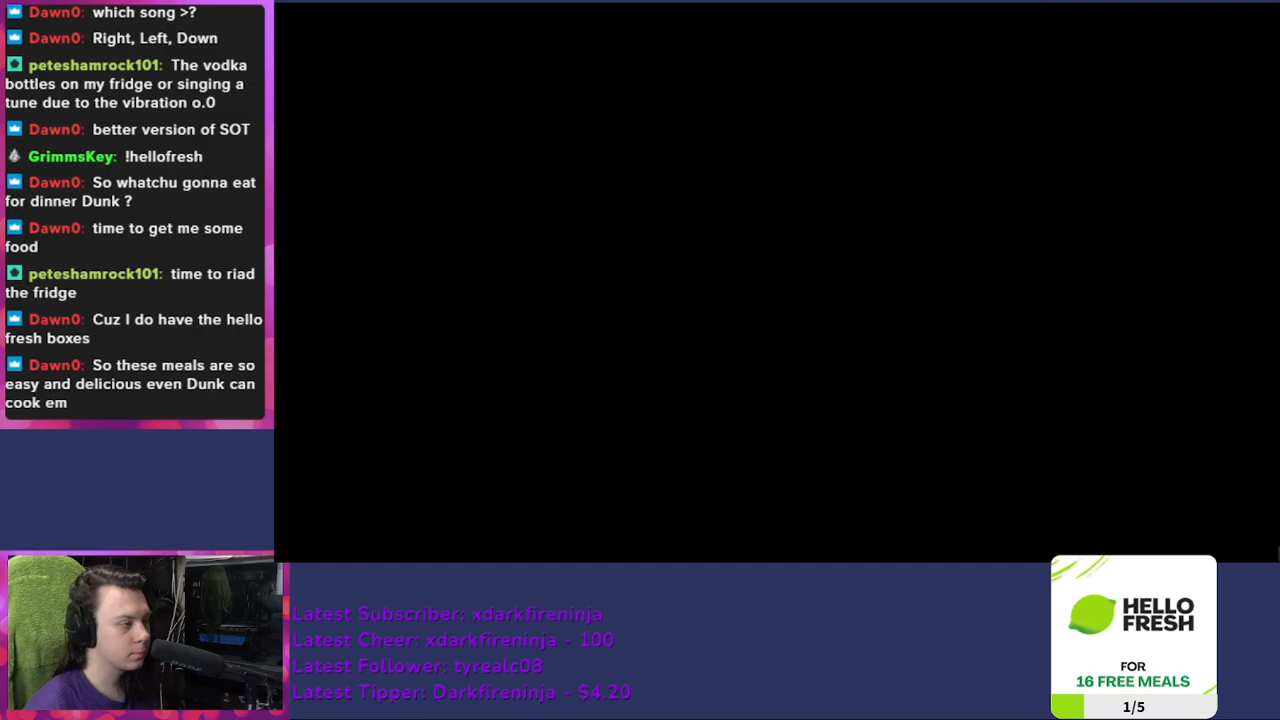 Dawn0: which song >?
Dawn0: Right, Left, Down
peteshamrock101: The vodka
bottles on my fridge or singing a
tune due to the vibration o.0
Dawn0: better version of SOT
GrimmsKey: !hellofresh
Dawn0: So whatchu gonna eat
for dinner Dunk ?
Dawn0: time to get me some
food
peteshamrock101: time to riad
the fridge
Dawn0: Cuz I do have the hello
fresh boxes
Dawn0: So these meals are so
easy and delicious even Dunk can
cook em
Latest Subscriber: xdarkfireninja
Latest Cheer: xdarkfireninja - 100
Latest Follower: tyrealc08
Latest Tipper: Darkfireninja - $4.20
HELLO
FRESH
FOR
16 FREE MEALS
1/5